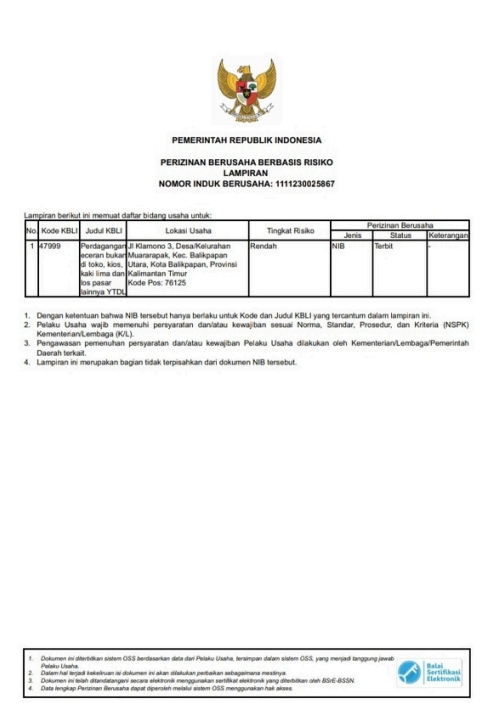 PEMERINTAH REPUBLIK INDONESIA
PERIZINAN BERUSAHA BERBASIS RISIKO
LAMPIRAN
NOMOR INDUK BERUSAHA: 1111230025867
Lampiran berikut ini memuat daftar bidang usaha untuk:
No. Kode KBLI Judul KBLI Lokasi Usaha Tingkat Risiko Perizinan Berusaha
Jenis Status Keterangan
1 47999 Perdagangan Jl Klamono 3, Desa/Kelurahan Rendah NIB Terbit -
eceran bukan Muararapak, Kec. Balikpapan
di toko, kios, Utara, Kota Balikpapan, Provinsi
kaki lima dan Kalimantan Timur
los pasar Kode Pos: 76125
lainnya YTDL
1. Dengan ketentuan bahwa NIB tersebut hanya berlaku untuk Kode dan Judul KBLI yang tercantum dalam lampiran ini.
2. Pelaku Usaha wajib memenuhi persyaratan dan/atau kewajiban sesuai Norma, Standar, Prosedur, dan Kriteria (NSPK)
Kementerian/Lembaga (K/L).
3. Pengawasan pemenuhan persyaratan dan/atau kewajiban Pelaku Usaha dilakukan oleh Kementerian/Lembaga/Pemerintah
Daerah terkait.
4. Lampiran ini merupakan bagian tidak terpisahkan dari dokumen NIB tersebut.
1. Dokumen ini diterbitkan sistem OSS berdasarkan data dari Pelaku Usaha, tersimpan dalam sistem OSS, yang menjadi tanggung jawab
Pelaku Usaha.
2. Dalam hal terjadi kekeliruan isi dokumen ini akan dilakukan perbaikan sebagaimana mestinya.
3. Dokumen ini telah ditandatangani secara elektronik menggunakan sertifikat elektronik yang diterbitkan oleh BSrE-BSSN.
4. Data lengkap Perizinan Berusaha dapat diperoleh melalui sistem OSS menggunakan hak akses.
Balai
Sertifikasi
Elektronik